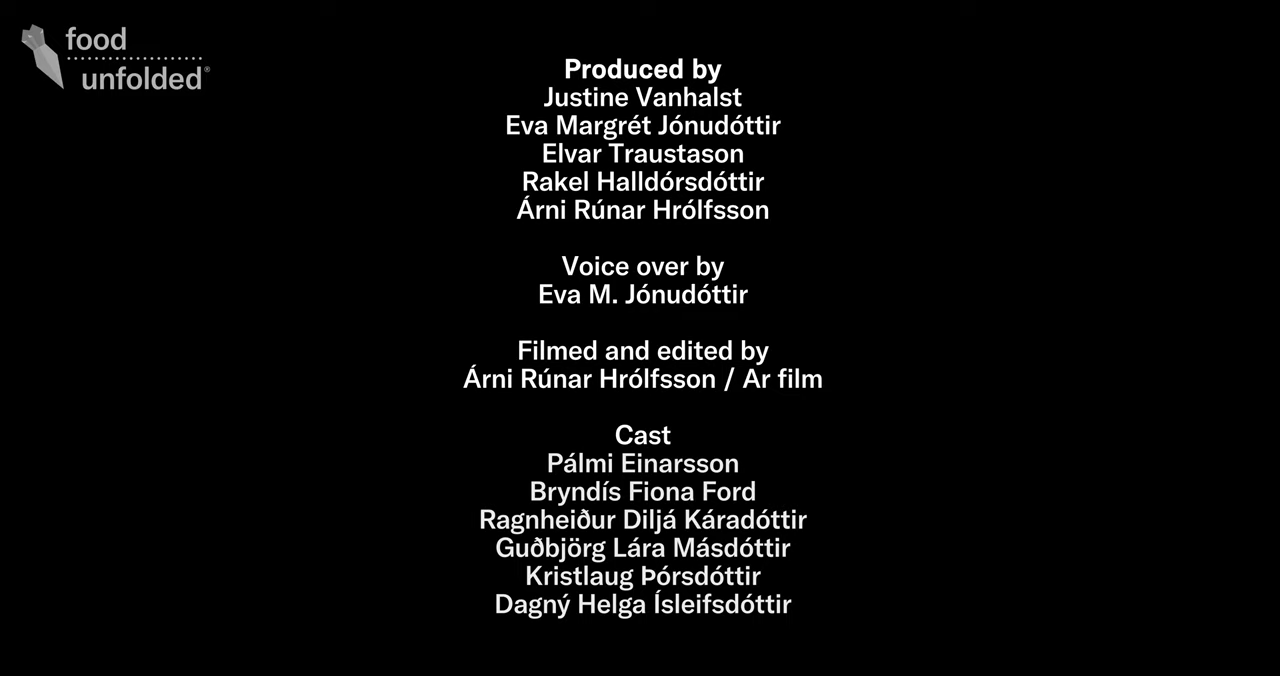 food
unfolded®
Produced by
Justine Vanhalst
Eva Margrét Jónudóttir
Elvar Traustason
Rakel Halldórsdóttir
Árni Rúnar Hrólfsson
Voice over by
Eva M. Jónudóttir
Filmed and edited by
Árni Rúnar Hrólfsson / Ar film
Cast
Pálmi Einarsson
Bryndís Fiona Ford
Ragnheiður Diljá Káradóttir
Guðbjörg Lára Másdóttir
Kristlaug Þórsdóttir
Dagný Helga Ísleifsdóttir